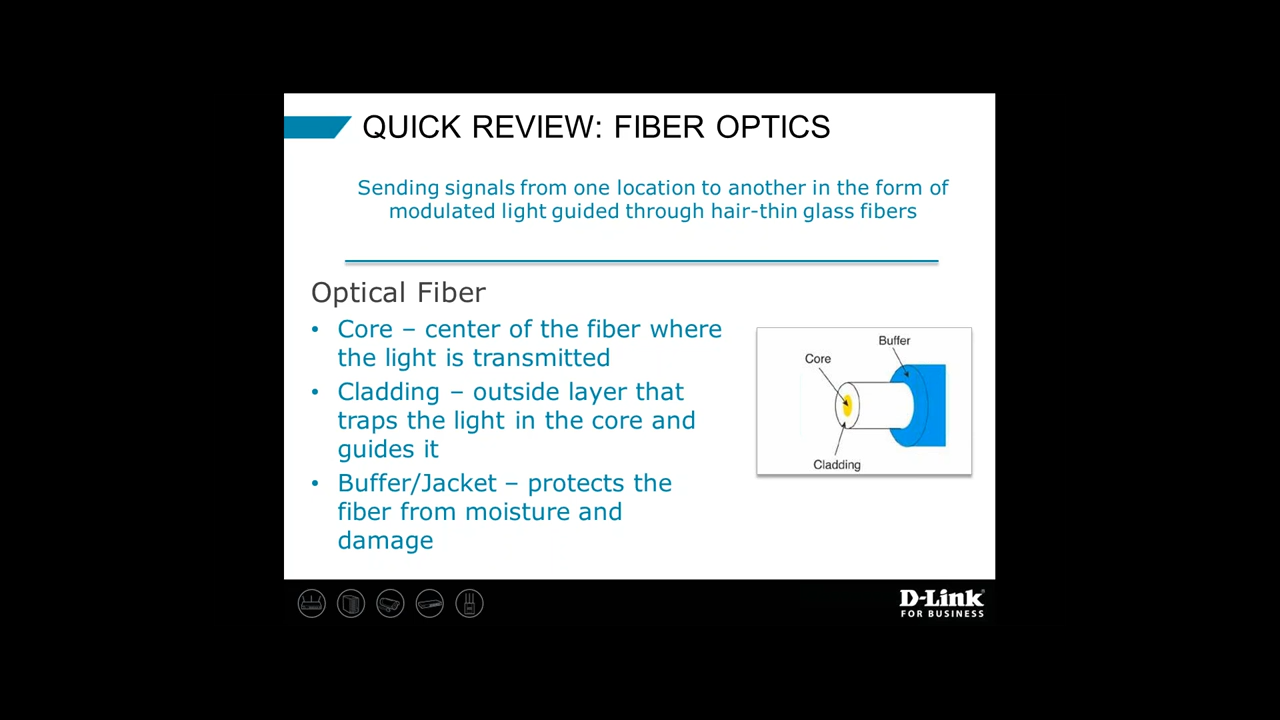 QUICK REVIEW: FIBER OPTICS
Sending signals from one location to another in the form of
modulated light guided through hair-thin glass fibers
Optical Fiber
• Core – center of the fiber where
the light is transmitted
• Cladding – outside layer that
traps the light in the core and
guides it
• Buffer/Jacket – protects the
fiber from moisture and
damage
Buffer
Core
Cladding
D-Link
FOR BUSINESS